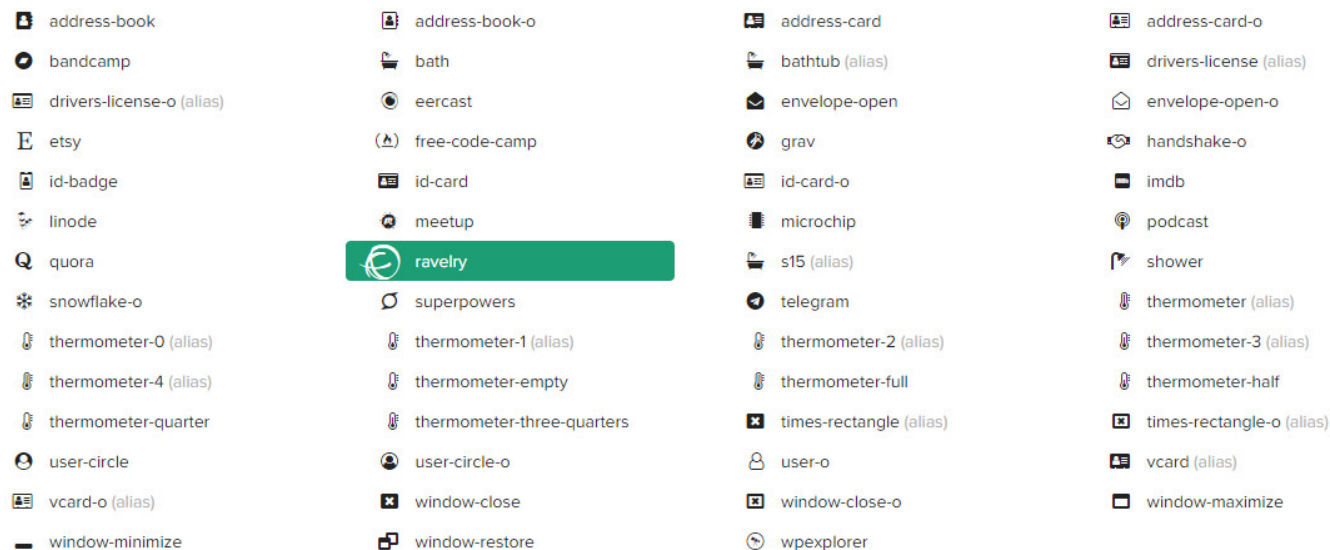 address-book address-book-o address-card address-card-o
bandcamp bath bathtub (alias) drivers-license (alias)
drivers-license-o (alias) eercast envelope-open envelope-open-o
etsy free-code-camp grav handshake-o
id-badge id-card id-card-o imdb
linode meetup microchip podcast
quora ravelry s15 (alias) shower
snowflake-o superpowers telegram thermometer (alias)
thermometer-0 (alias) thermometer-1 (alias) thermometer-2 (alias) thermometer-3 (alias)
thermometer-4 (alias) thermometer-empty thermometer-full thermometer-half
thermometer-quarter thermometer-three-quarters times-rectangle (alias) times-rectangle-o (alias)
user-circle user-circle-o user-o vcard (alias)
vcard-o (alias) window-close window-close-o window-maximize
window-minimize window-restore wpexplorer